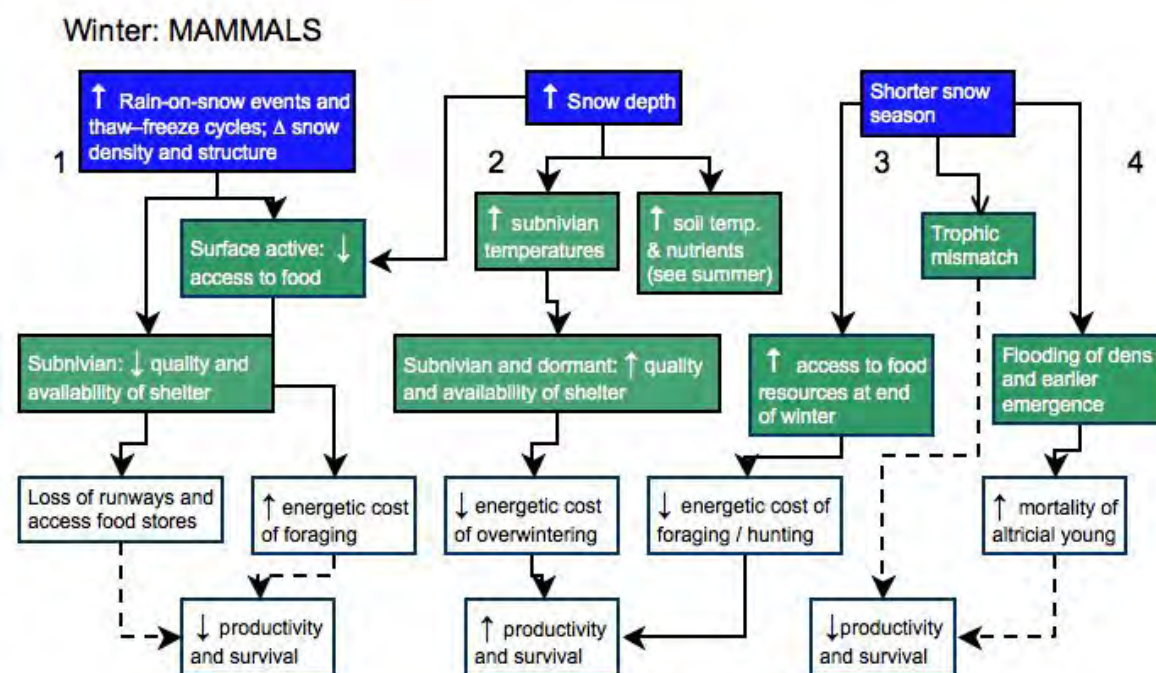 Winter: MAMMALS
1
↑ Rain-on-snow events and
thaw–freeze cycles; Δ snow
density and structure
↑ Snow depth
Shorter snow
season
2
3
4
Surface active: ↓
access to food
↑ subnivian
temperatures
↑ soil temp.
& nutrients
(see summer)
Trophic
mismatch
Subnivian: ↓ quality and
availability of shelter
Subnivian and dormant: ↑ quality
and availability of shelter
↑ access to food
resources at end
of winter
Flooding of dens
and earlier
emergence
Loss of runways and
access food stores
↑ energetic cost
of foraging
↓ energetic cost
of overwintering
↓ energetic cost of
foraging / hunting
↑ mortality of
altricial young
↓ productivity
and survival
↑ productivity
and survival
↓productivity
and survival